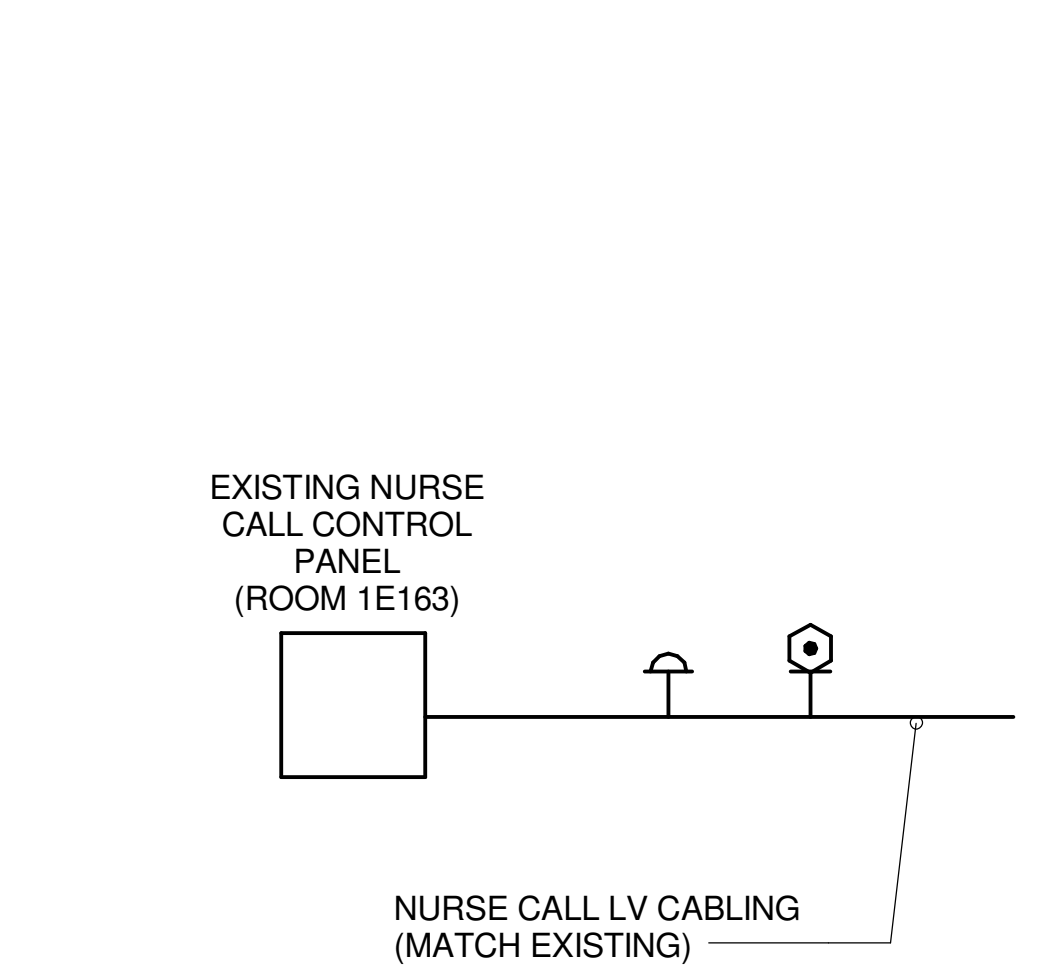 EXISTING NURSE
CALL CONTROL
PANEL
(ROOM 1E163)
NURSE CALL LV CABLING
(MATCH EXISTING)